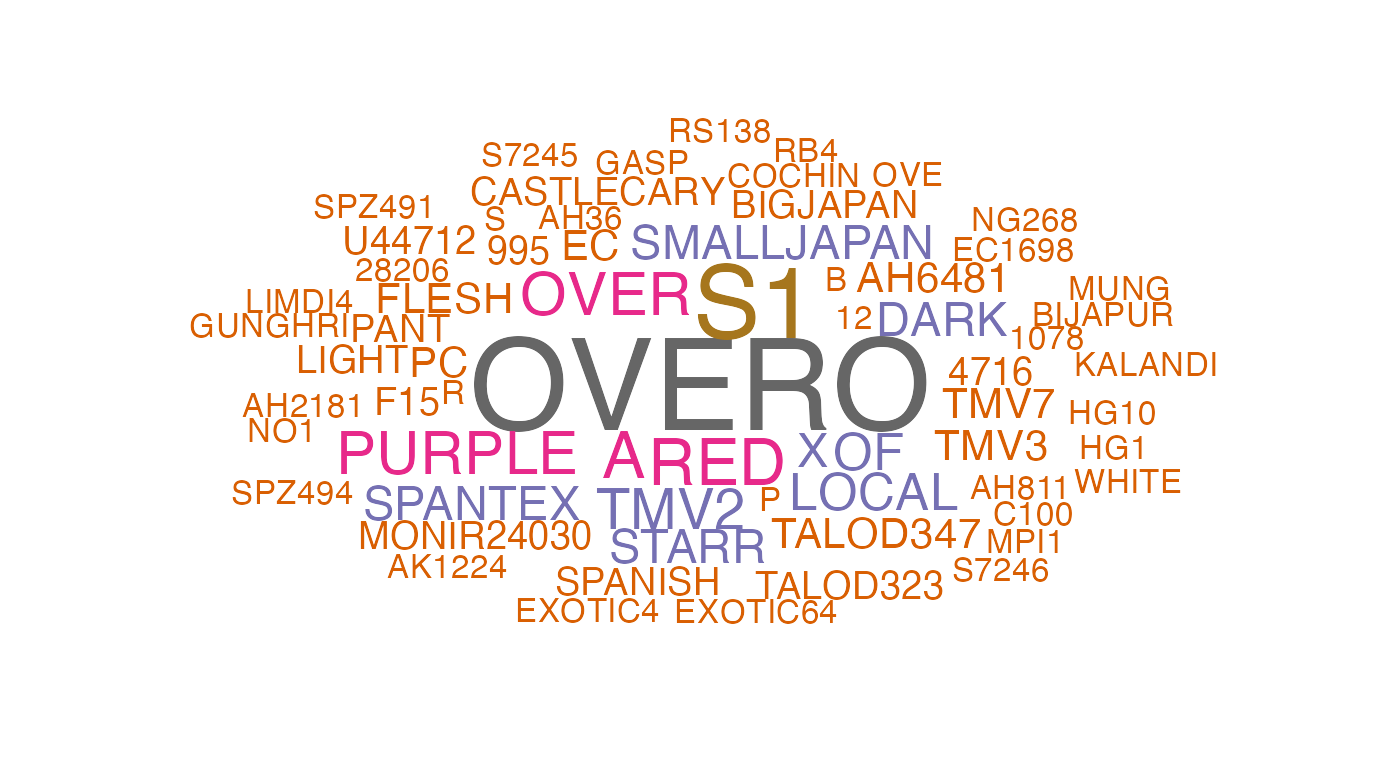 RS138
S7245 GASP RB4
CASTLECARY COCHIN OVE
SPZ491 S AH36 BIGJAPAN NG268
U44712 995 EC SMALLJAPAN EC1698
28206 FLESH OVER S1 B AH6481 MUNG
LIMDI4 12 DARK BIJAPUR
GUNGHRI PANT 1078
LIGHT PC OVERO 4716 KALANDI
AH2181 F15 R TMV7 HG10
NO1 PURPLE A RED X OF TMV3 HG1
SPZ494 SPANTEX TMV2 P LOCAL AH811 WHITE
MONIR24030 STARR TALOD347 C100
MPI1
AK1224 SPANISH TALOD323 S7246
EXOTIC4 EXOTIC64